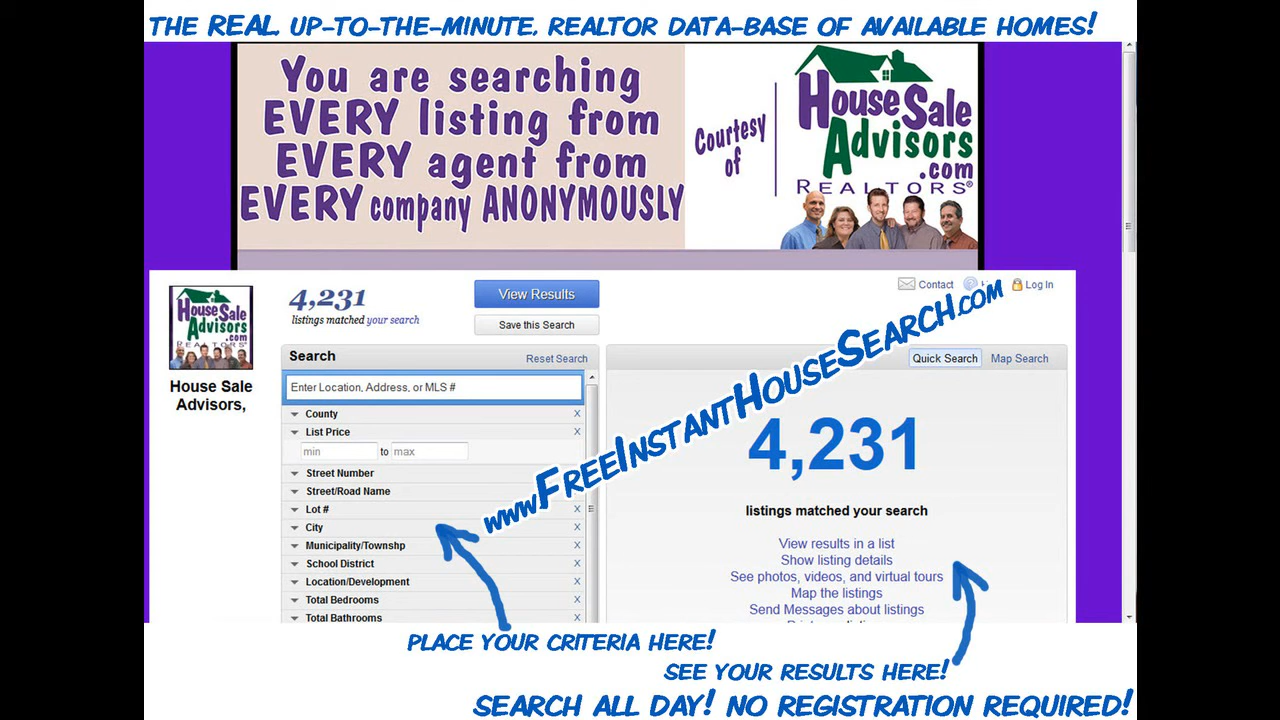 THE REAL, UP-TO-THE-MINUTE, REALTOR DATA-BASE OF AVAILABLE HOMES!
You are searching
EVERY listing from
EVERY agent from
EVERY company ANONYMOUSLY
Courtesy
of
House Sale
Advisors
.com
REALTORS®
House Sale
Advisors
.com
REALTORS
House Sale
Advisors,
4,231
listings matched your search
View Results
Save this Search
Contact
Log In
Search
Reset Search
Quick Search
Map Search
Enter Location, Address, or MLS #
County X
List Price X
min to max
Street Number
Street/Road Name
Lot # X
City X
Municipality/Townshp X
School District X
Location/Development X
Total Bedrooms X
Total Bathrooms X
www.FreeInstantHouseSearch.com
4,231
listings matched your search
View results in a list
Show listing details
See photos, videos, and virtual tours
Map the listings
Send Messages about listings
PLACE YOUR CRITERIA HERE!
SEE YOUR RESULTS HERE!
SEARCH ALL DAY! NO REGISTRATION REQUIRED!